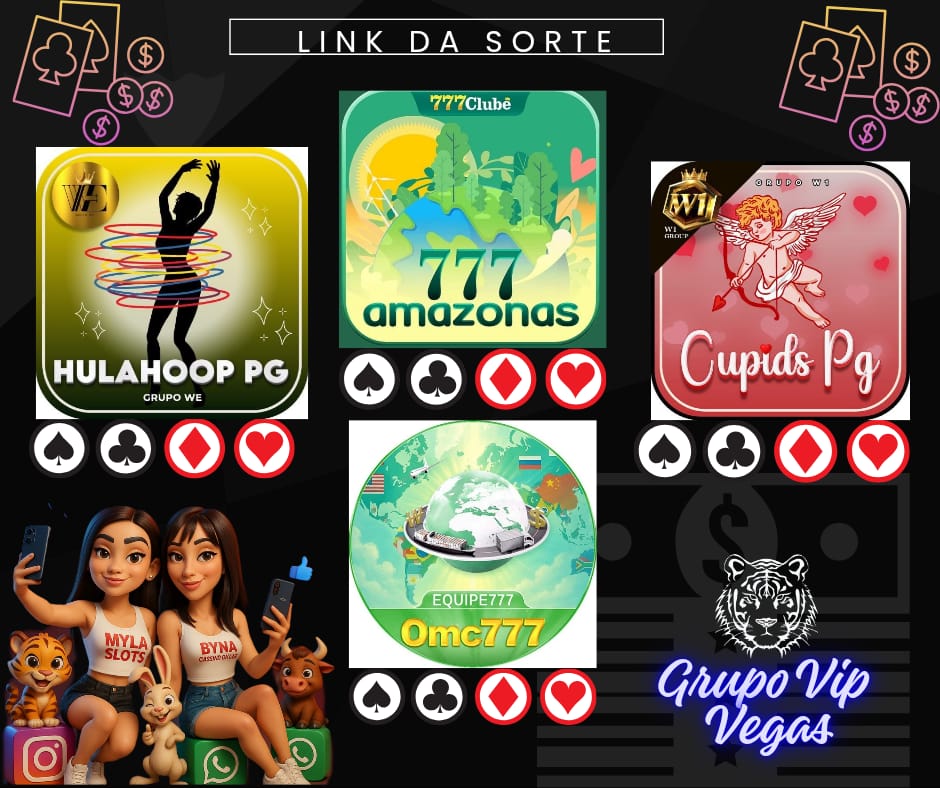 LINK DA SORTE
777Clubê
777
amazonas
WE
HULAHOOP PG
GRUPO WE
GRUPO W1
W1
W1
GROUP
Cupids Pg
EQUIPE777
Omc777
MYLA
SLOTS
BYNA
Grupo Vip
Vegas